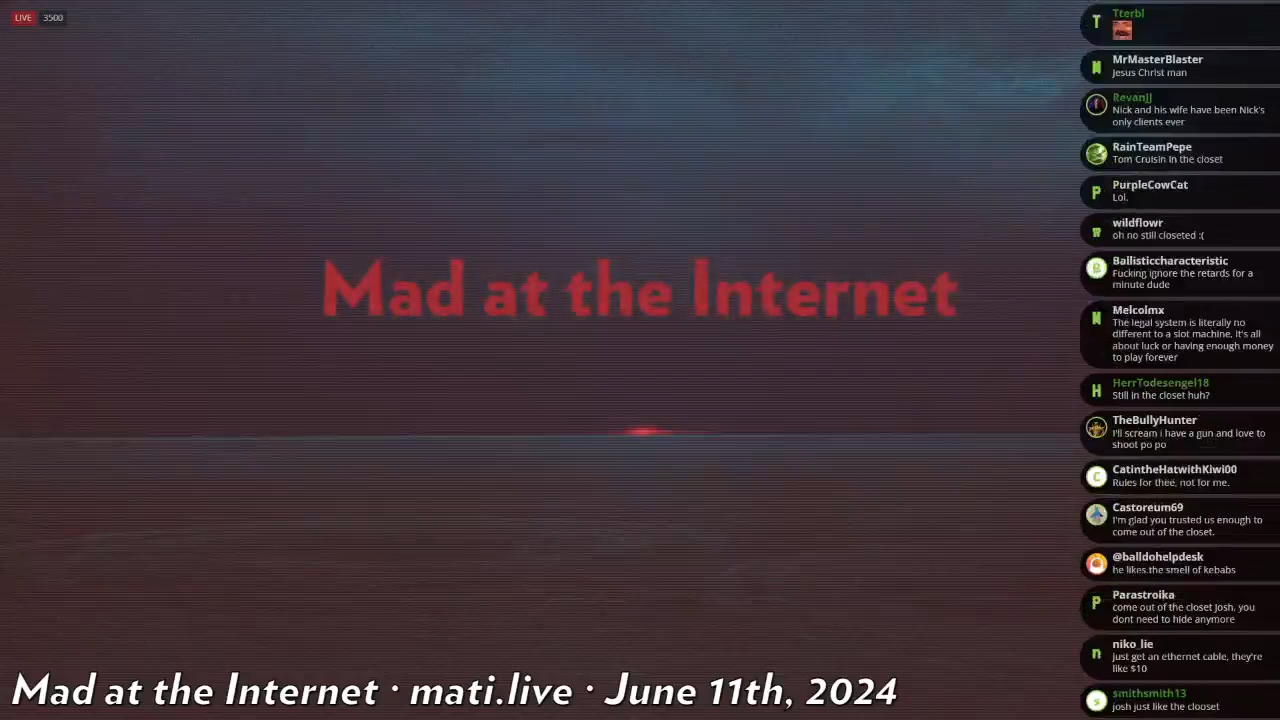 LIVE 3500
Mad at the Internet
Tterbl
MrMasterBlaster
Jesus Christ man
RevanJJ
Nick and his wife have been Nick's
only clients ever
RainTeamPepe
Tom Cruisin in the closet
PurpleCowCat
Lol.
wildflowr
oh no still closeted :(
Ballisticcharacteristic
Fucking ignore the retards for a
minute dude
Melcolmx
The legal system is literally no
different to a slot machine, it's all
about luck or having enough money
to play forever
HerrTodesengel18
Still in the closet huh?
TheBullyHunter
I'll scream i have a gun and love to
shoot po po
CatintheHatwithKiwi00
Rules for thee, not for me.
Castoreum69
I'm glad you trusted us enough to
come out of the closet.
@balldohelpdesk
he likes the smell of kebabs
Parastroika
come out of the closet Josh, you
dont need to hide anymore
niko_lie
just get an ethernet cable, they're
like $10
smithsmith13
josh just like the clooset
Mad at the Internet · mati.live · June 11th, 2024